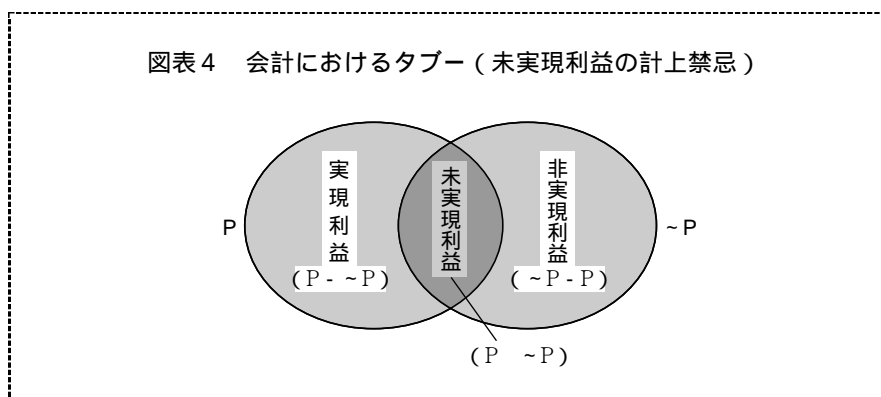 図表4 会計におけるタブー(未実現利益の計上禁忌)
P
実現利益
(P-~P)
未実現利益
非実現利益
(~P-P)
~P
(P ~P)